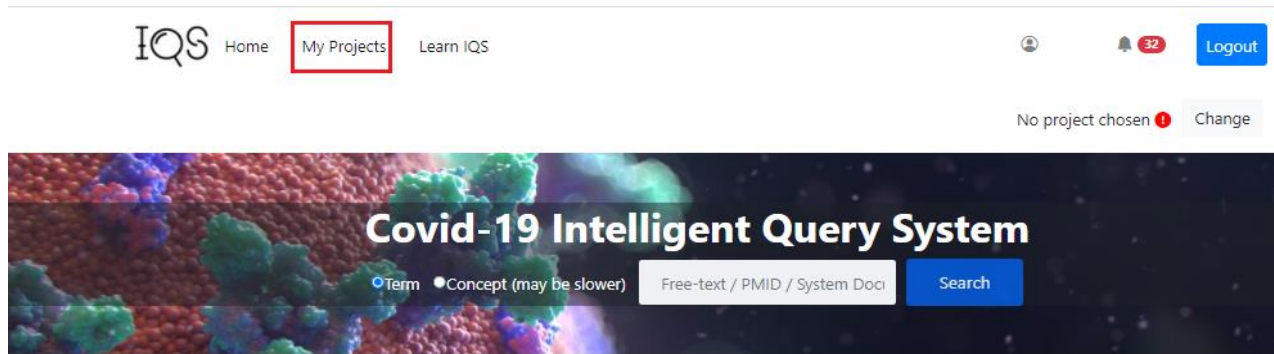 IQS Home My Projects Learn IQS 32 Logout
No project chosen ! Change
Covid-19 Intelligent Query System
Term Concept (may be slower) Free-text / PMID / System Docu Search